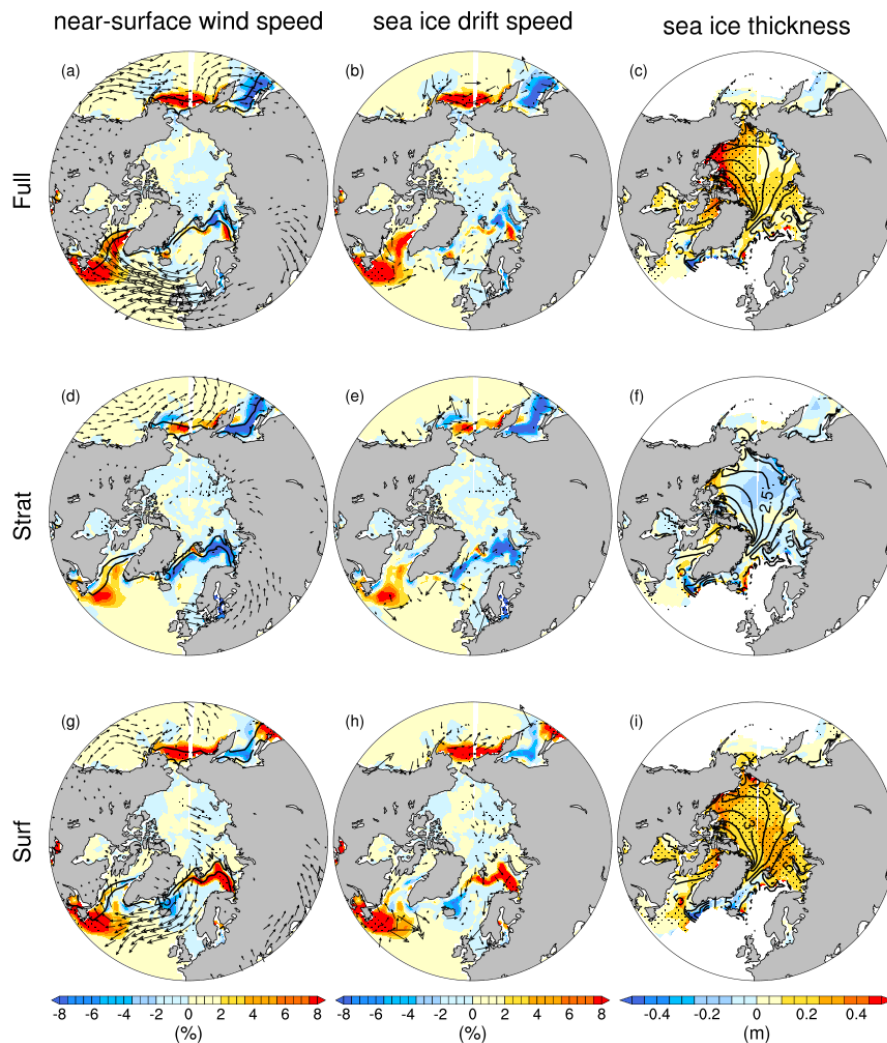 near-surface wind speed sea ice drift speed sea ice thickness
Full (a) (b) (c)
Strat (d) (e) (f)
2.5
Surf (g) (h) (i)
-8 -6 -4 -2 0 2 4 6 8 -8 -6 -4 -2 0 2 4 6 8 -0.4 -0.2 0 0.2 0.4
(%) (%) (m)